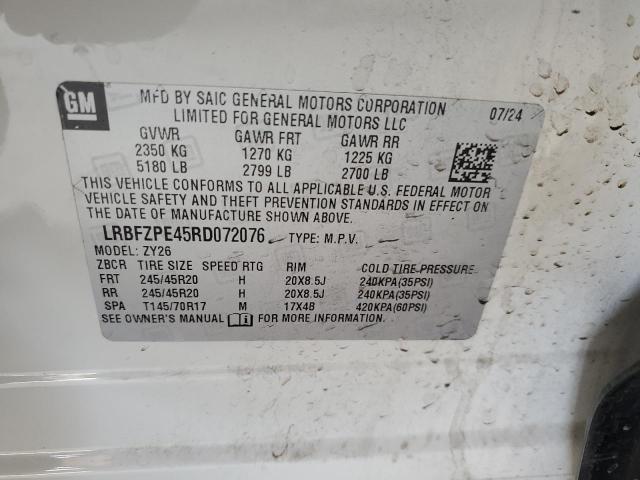 GM
MFD BY SAIC GENERAL MOTORS CORPORATION 07/24
LIMITED FOR GENERAL MOTORS LLC
GVWR GAWR FRT GAWR RR
2350 KG 1270 KG 1225 KG
5180 LB 2799 LB 2700 LB
THIS VEHICLE CONFORMS TO ALL APPLICABLE U.S. FEDERAL MOTOR
VEHICLE SAFETY AND THEFT PREVENTION STANDARDS IN EFFECT ON
THE DATE OF MANUFACTURE SHOWN ABOVE.
LRBFZPE45RD072076 TYPE: M.P.V.
MODEL: ZY26
ZBCR TIRE SIZE SPEED RTG RIM COLD TIRE PRESSURE
FRT 245/45R20 H 20X8.5J 240KPA(35PSI)
RR 245/45R20 H 20X8.5J 240KPA(35PSI)
SPA T145/70R17 M 17X4B 420KPA(60PSI)
SEE OWNER'S MANUAL FOR MORE INFORMATION.